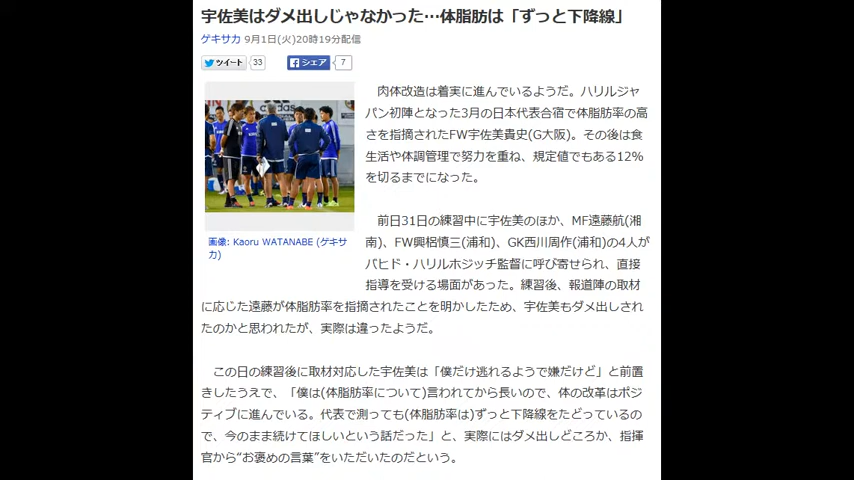 宇佐美はダメ出しじゃなかった…体脂肪は「ずっと下降線」
ゲキサカ 9月1日(火)20時19分配信
ツイート 33 シェア 7
肉体改造は着実に進んでいるようだ。ハリルジャ
パン初陣となった3月の日本代表合宿で体脂肪率の高
さを指摘されたFW宇佐美貴史(G大阪)。その後は食
生活や体調管理で努力を重ね、規定値でもある12%
を切るまでになった。
画像: Kaoru WATANABE (ゲキサ
カ)
前日31日の練習中に宇佐美のほか、MF遠藤航(湘
南)、FW興梠慎三(浦和)、GK西川周作(浦和)の4人が
バヒド・ハリルホジッチ監督に呼び寄せられ、直接
指導を受ける場面があった。練習後、報道陣の取材
に応じた遠藤が体脂肪率を指摘されたことを明かしたため、宇佐美もダメ出しされ
たのかと思われたが、実際は違ったようだ。
この日の練習後に取材対応した宇佐美は「僕だけ逃れるようで嫌だけど」と前置
きしたうえで、「僕は(体脂肪率について)言われてから長いので、体の改革はポジ
ティブに進んでいる。代表で測っても(体脂肪率は)ずっと下降線をたどっているの
で、今のまま続けてほしいという話だった」と、実際にはダメ出しどころか、指揮
官から“お褒めの言葉”をいただいたのだという。